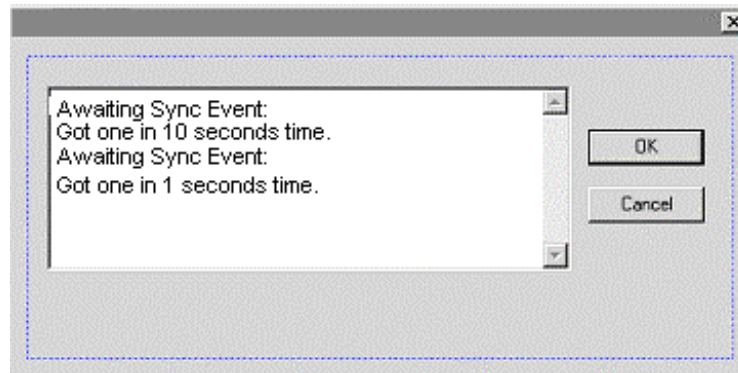 Awaiting Sync Event:
Got one in 10 seconds time.
Awaiting Sync Event:
Got one in 1 seconds time.
OK
Cancel